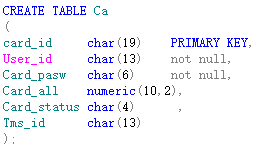 CREATE TABLE Ca
(
card_id char(19) PRIMARY KEY,
User_id char(13) not null,
Card_pasw char(6) not null,
Card_all numeric(10,2),
Card_status char(4) ,
Tms_id char(13)
);